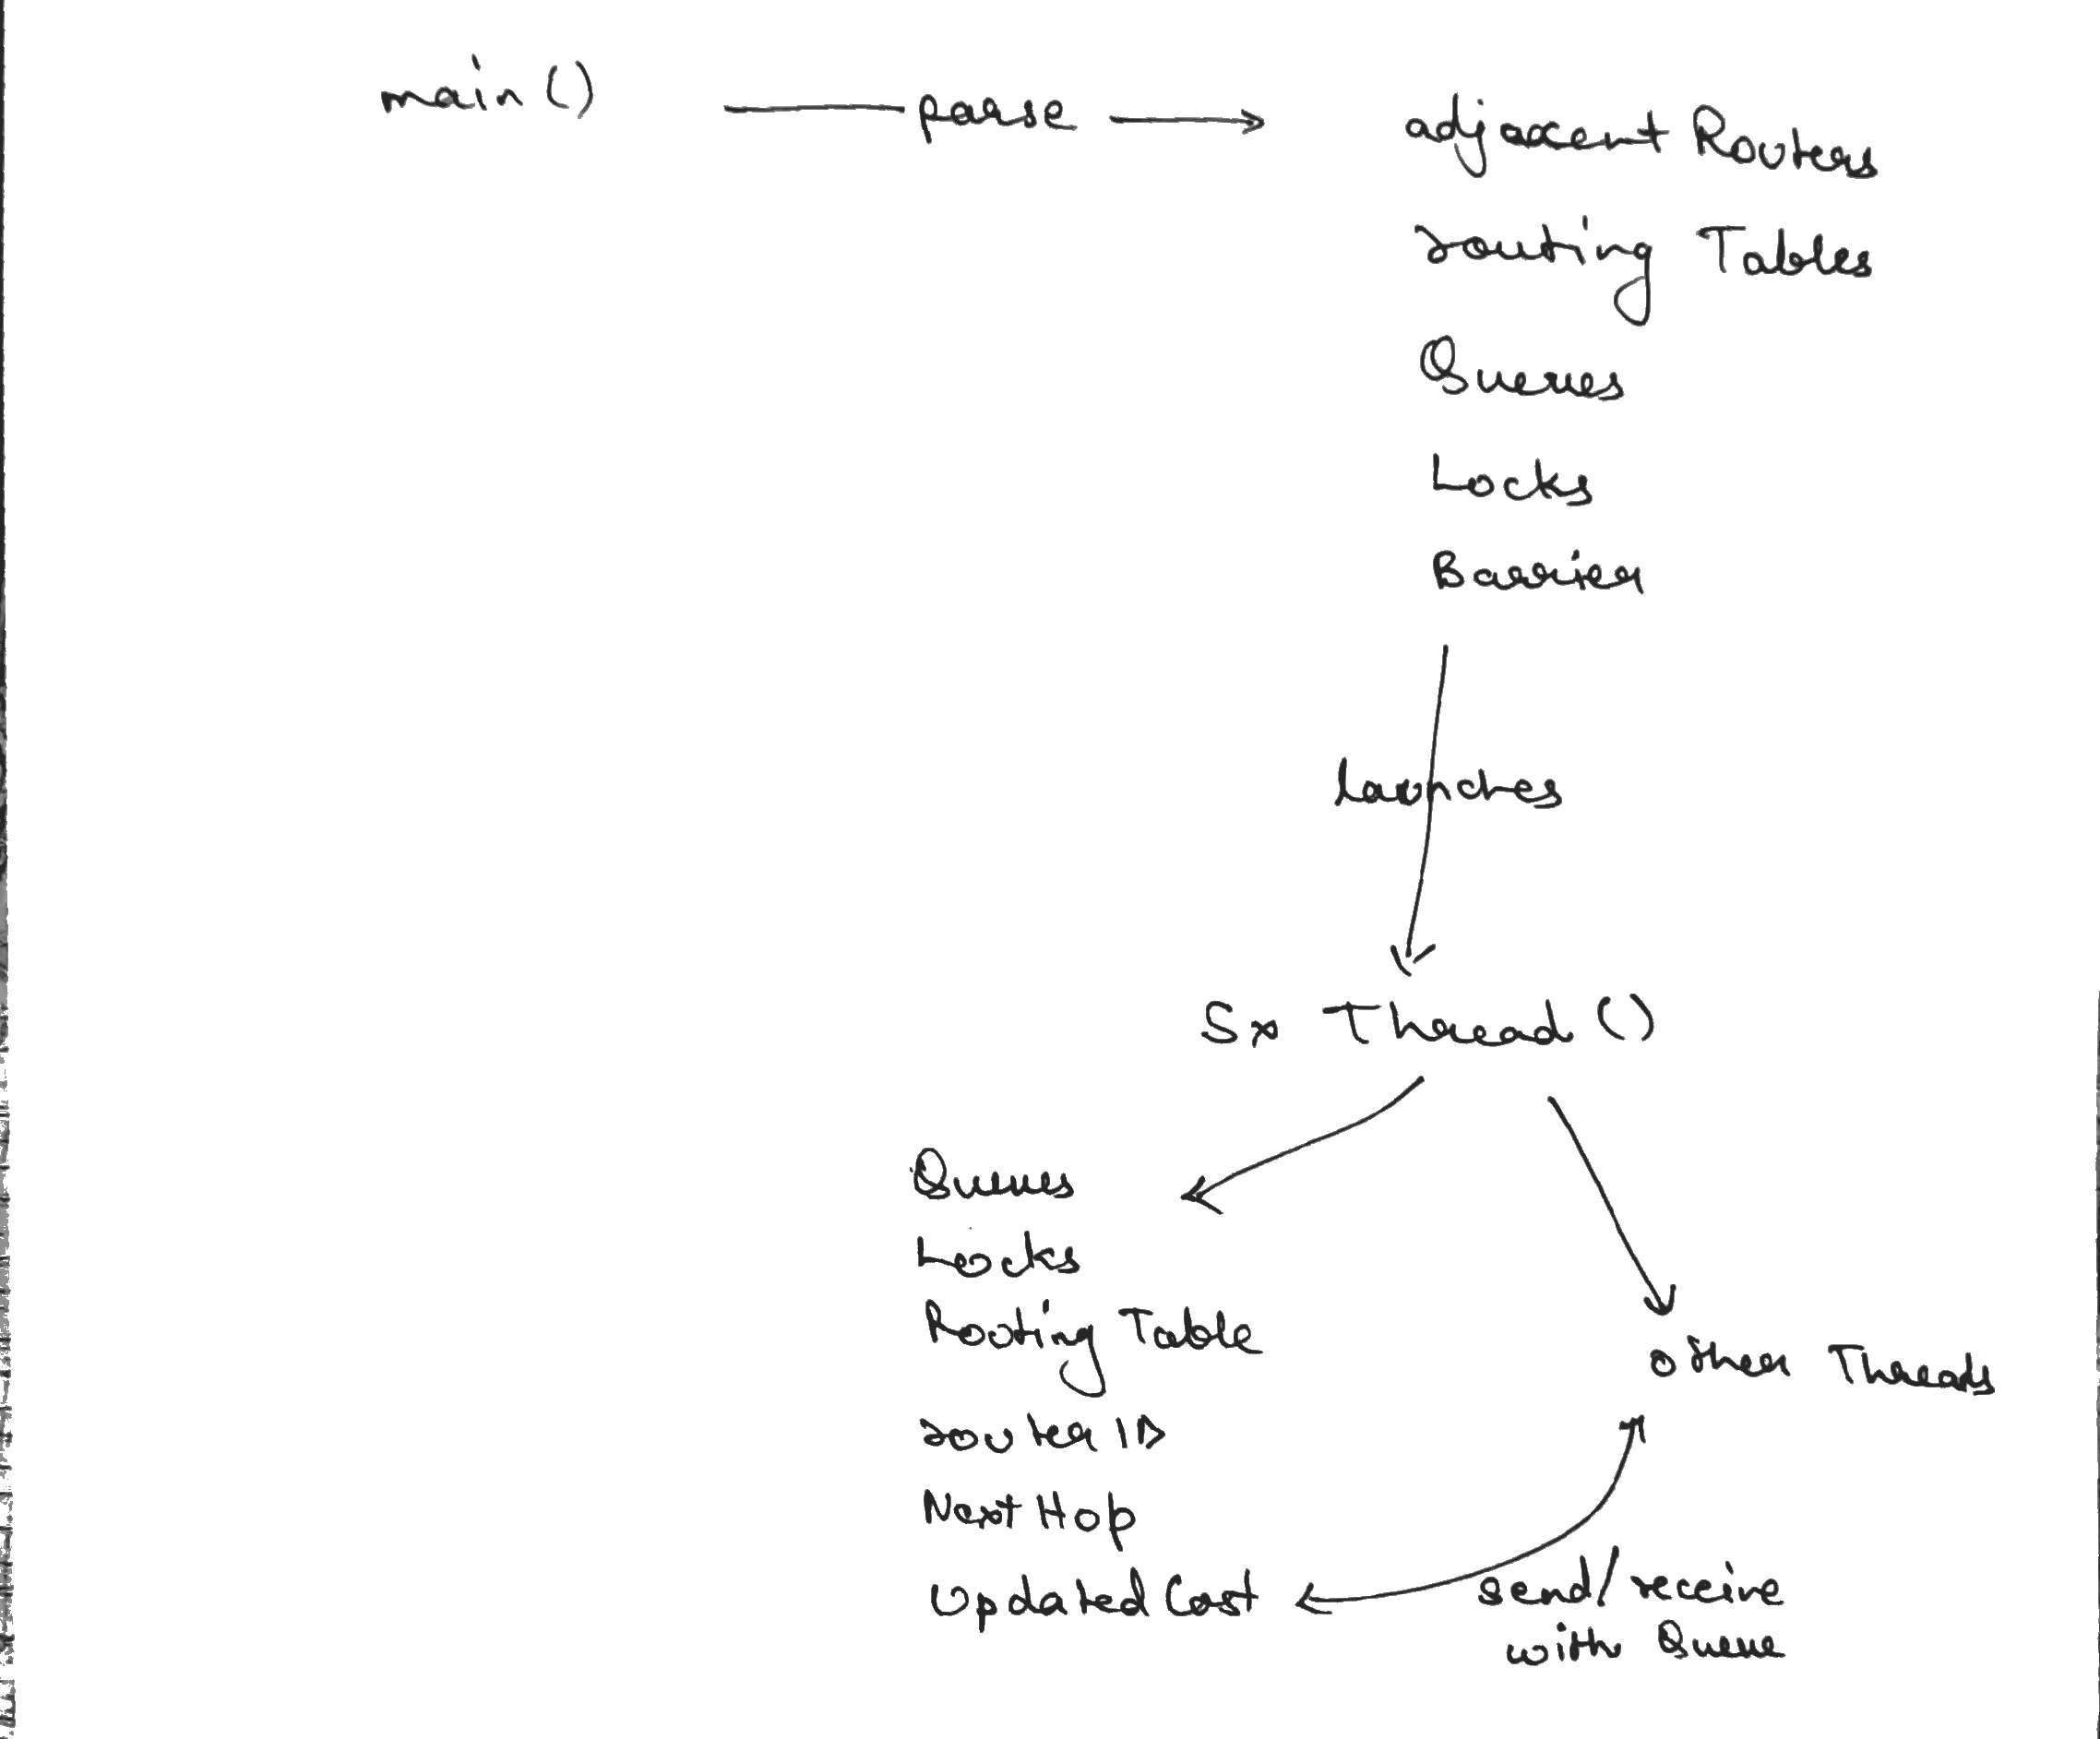 main() parse adjacent Routers
routing Tables
Queues
Locks
Barrier
launches
5x Thread()
Queues
Locks
Routing Table
router ID
Next Hop
Updated Cost
other Threads
send/receive
with Queue